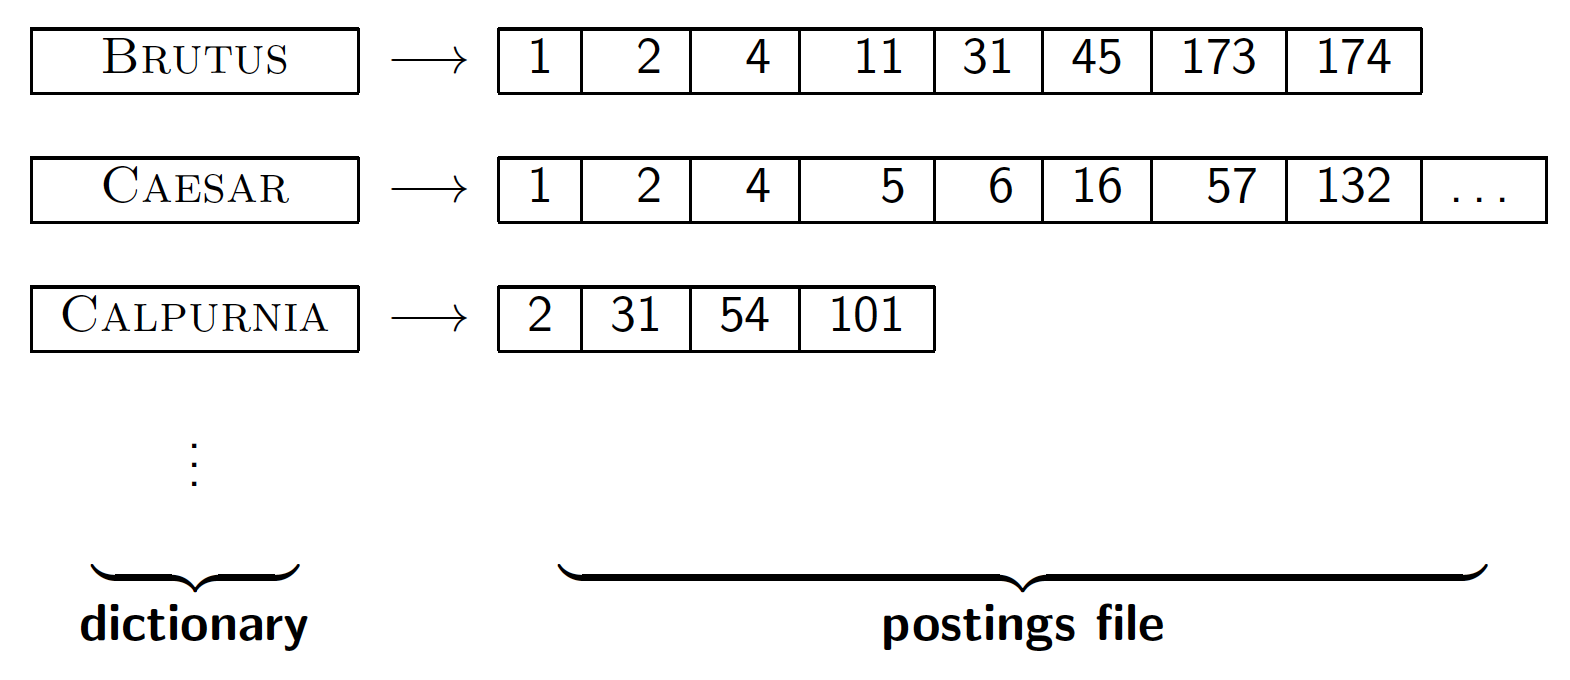 BRUTUS ⟶ 1 2 4 11 31 45 173 174
CAESAR ⟶ 1 2 4 5 6 16 57 132 ...
CALPURNIA ⟶ 2 31 54 101
⋮
dictionary postings file